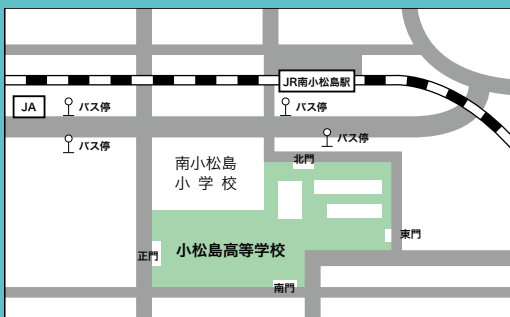 JR南小松島駅
JA
バス停
バス停
バス停
バス停
北門
南小松島
小学校
東門
小松島高等学校
正門
南門